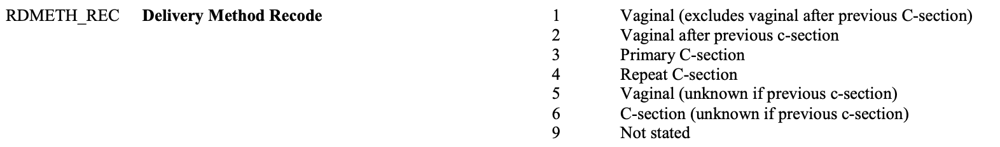 RDMETH_REC Delivery Method Recode 1 Vaginal (excludes vaginal after previous C-section)
2 Vaginal after previous c-section
3 Primary C-section
4 Repeat C-section
5 Vaginal (unknown if previous c-section)
6 C-section (unknown if previous c-section)
9 Not stated